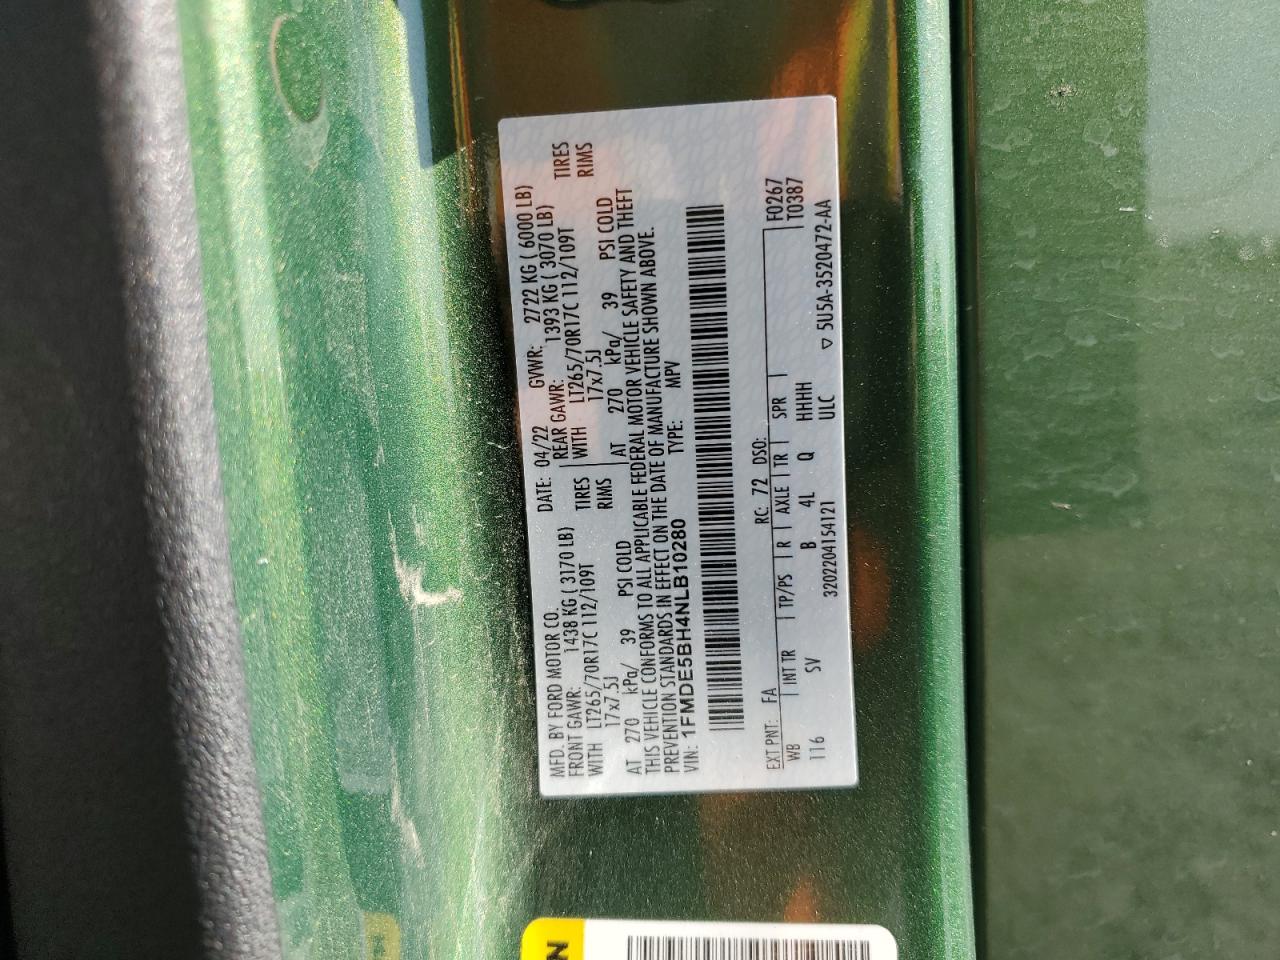 MFD. BY FORD MOTOR CO.
DATE: 04/22 GVWR: 2722 KG ( 6000 LB)
FRONT GAWR: 1438 KG ( 3170 LB) REAR GAWR: 1393 KG ( 3070 LB)
WITH LT265/70R17C 112/109T TIRES WITH LT265/70R17C 112/109T TIRES
17x7.5J RIMS 17x7.5J RIMS
AT 270 kPa/ 39 PSI COLD AT 270 kPa/ 39 PSI COLD
THIS VEHICLE CONFORMS TO ALL APPLICABLE FEDERAL MOTOR VEHICLE SAFETY AND THEFT
PREVENTION STANDARDS IN EFFECT ON THE DATE OF MANUFACTURE SHOWN ABOVE.
VIN: 1FMDE5BH4NLB10280 TYPE: MPV
EXT PNT: FA RC: 72 DSO: F0267
WB INT TR TP/PS R AXLE TR SPR T0387
116 SV B 4L Q HHHH
3202204154121 ULC ▽ 5U5A-3520472-AA
N